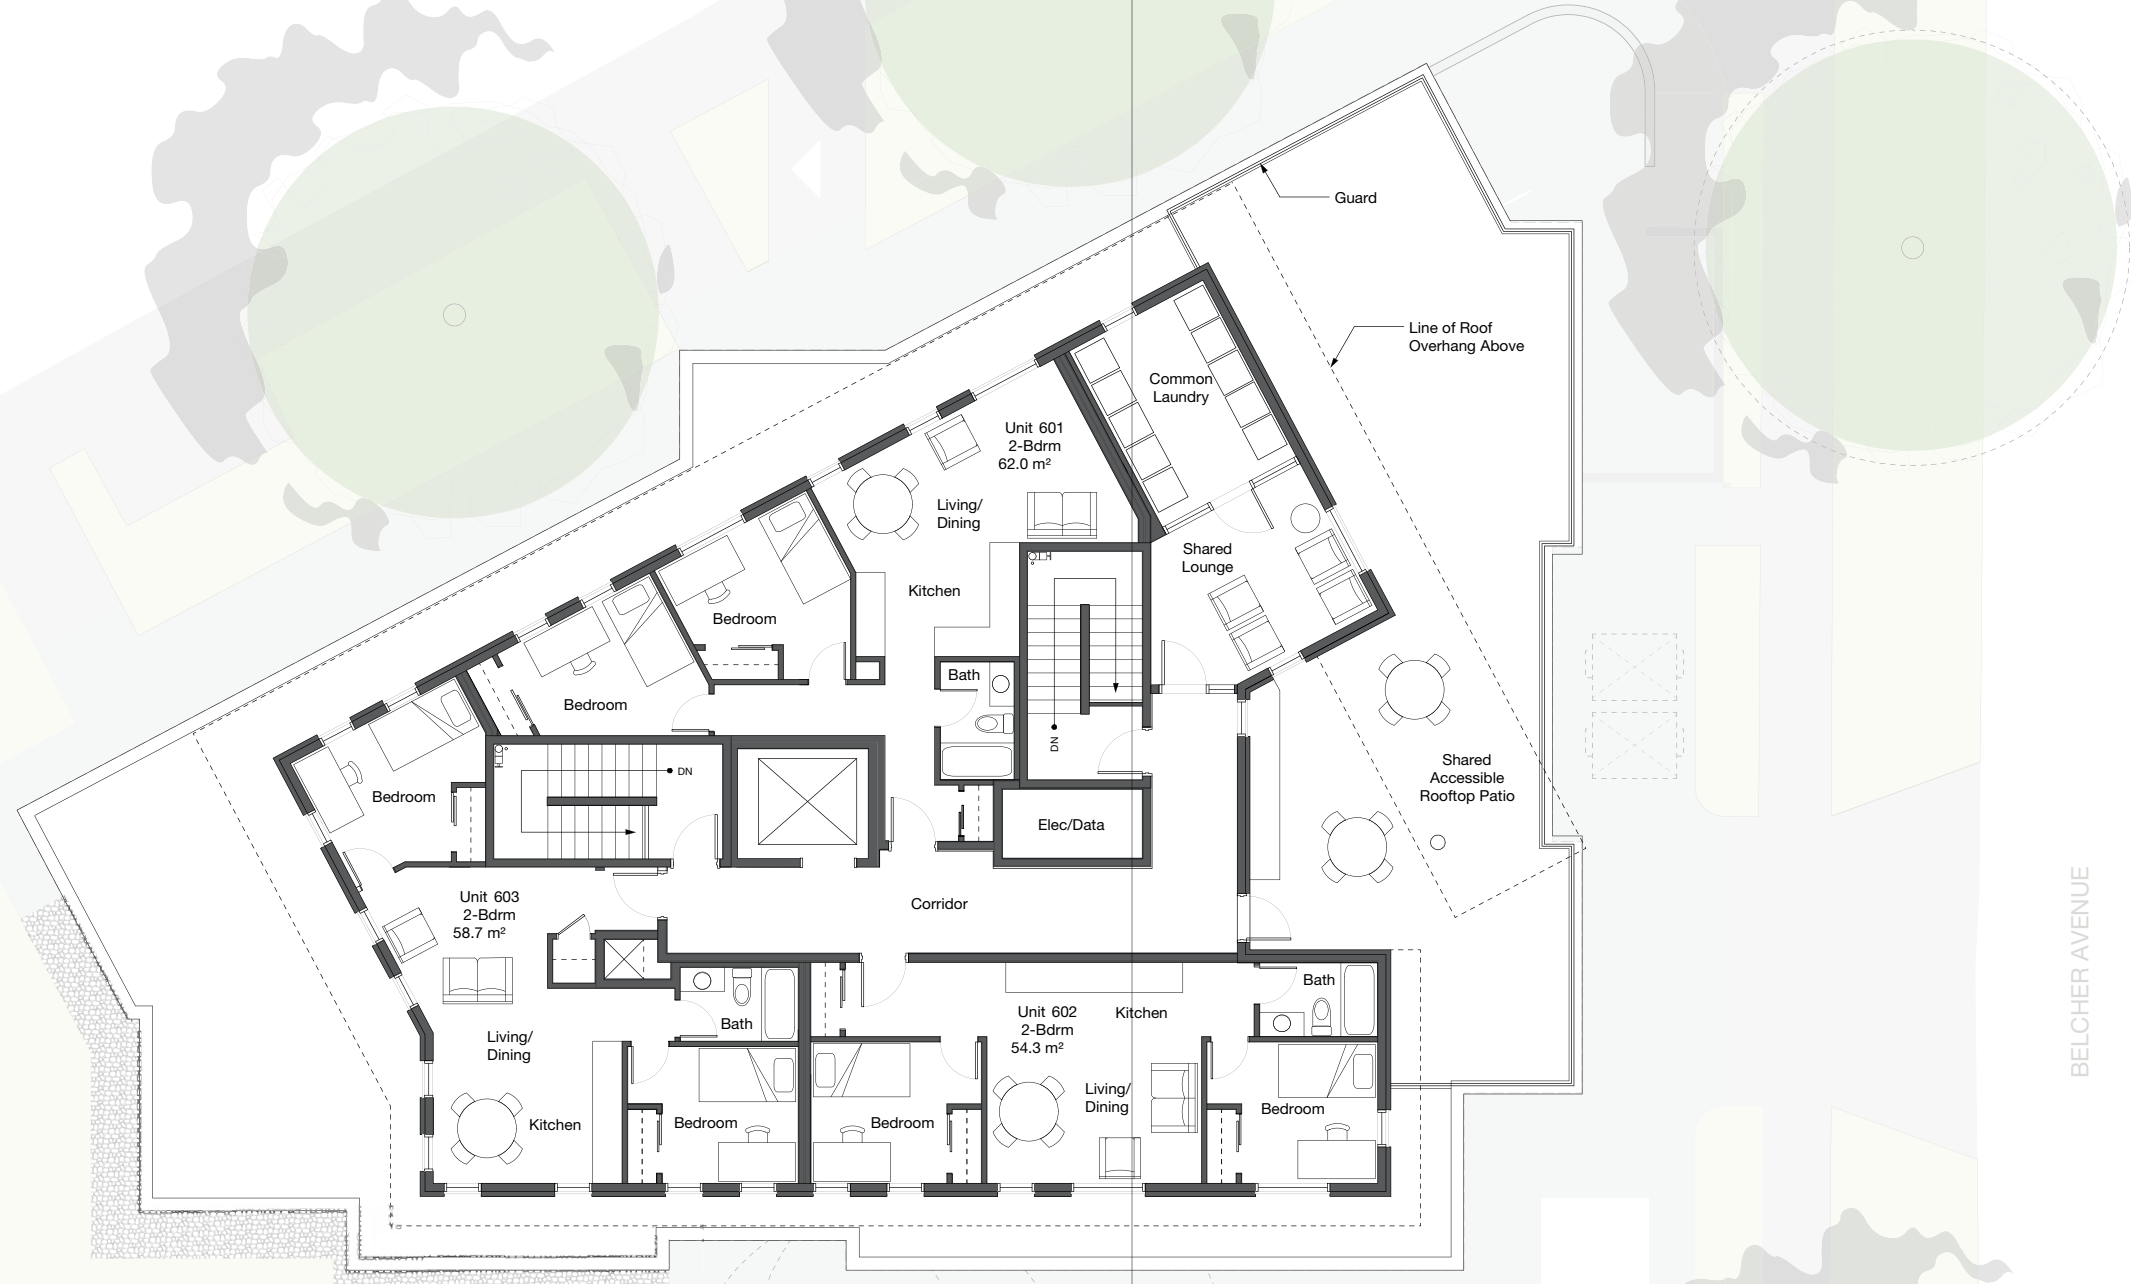 Guard
Line of Roof
Overhang Above
Common
Laundry
Unit 601
2-Bdrm
62.0 m²
Living/
Dining
Shared
Lounge
Kitchen
Bedroom
Bath
Bedroom
DN
DN
Shared
Accessible
Rooftop Patio
Bedroom
Elec/Data
Unit 603
2-Bdrm
58.7 m²
Corridor
BELCHER AVENUE
Bath
Unit 602
2-Bdrm
54.3 m²
Kitchen
Bath
Living/
Dining
Living/
Dining
Bedroom
Kitchen
Bedroom
Bedroom